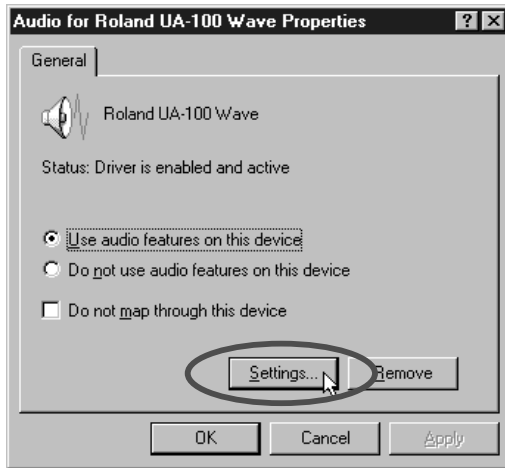 Audio for Roland UA-100 Wave Properties
General
Roland UA-100 Wave
Status: Driver is enabled and active
Use audio features on this device
Do not use audio features on this device
Do not map through this device
Settings... Remove
OK Cancel Apply